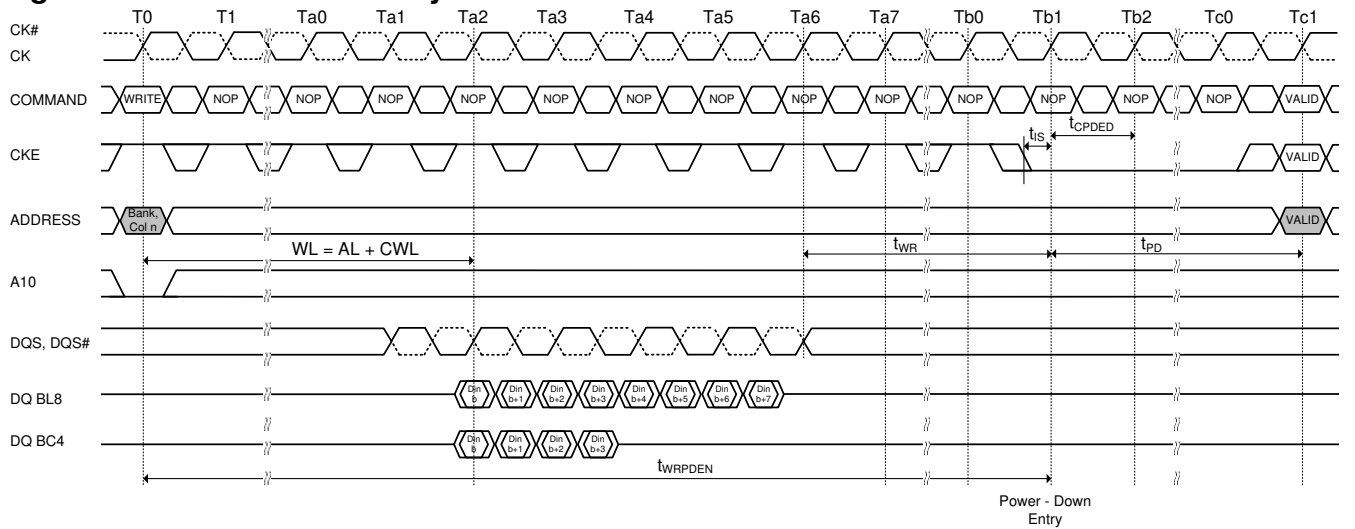 T0 T1 Ta0 Ta1 Ta2 Ta3 Ta4 Ta5 Ta6 Ta7 Tb0 Tb1 Tb2 Tc0 Tc1
CK#
CK
COMMAND WRITE NOP NOP NOP NOP NOP NOP NOP NOP NOP NOP NOP NOP NOP VALID
tIS tCPDED
CKE VALID
ADDRESS Bank, Col n VALID
WL = AL + CWL tWR tPD
A10
DQS, DQS#
DQ BL8 Din b Din b+1 Din b+2 Din b+3 Din b+4 Din b+5 Din b+6 Din b+7
DQ BC4 Din b Din b+1 Din b+2 Din b+3
tWRPDEN
Power - Down
Entry